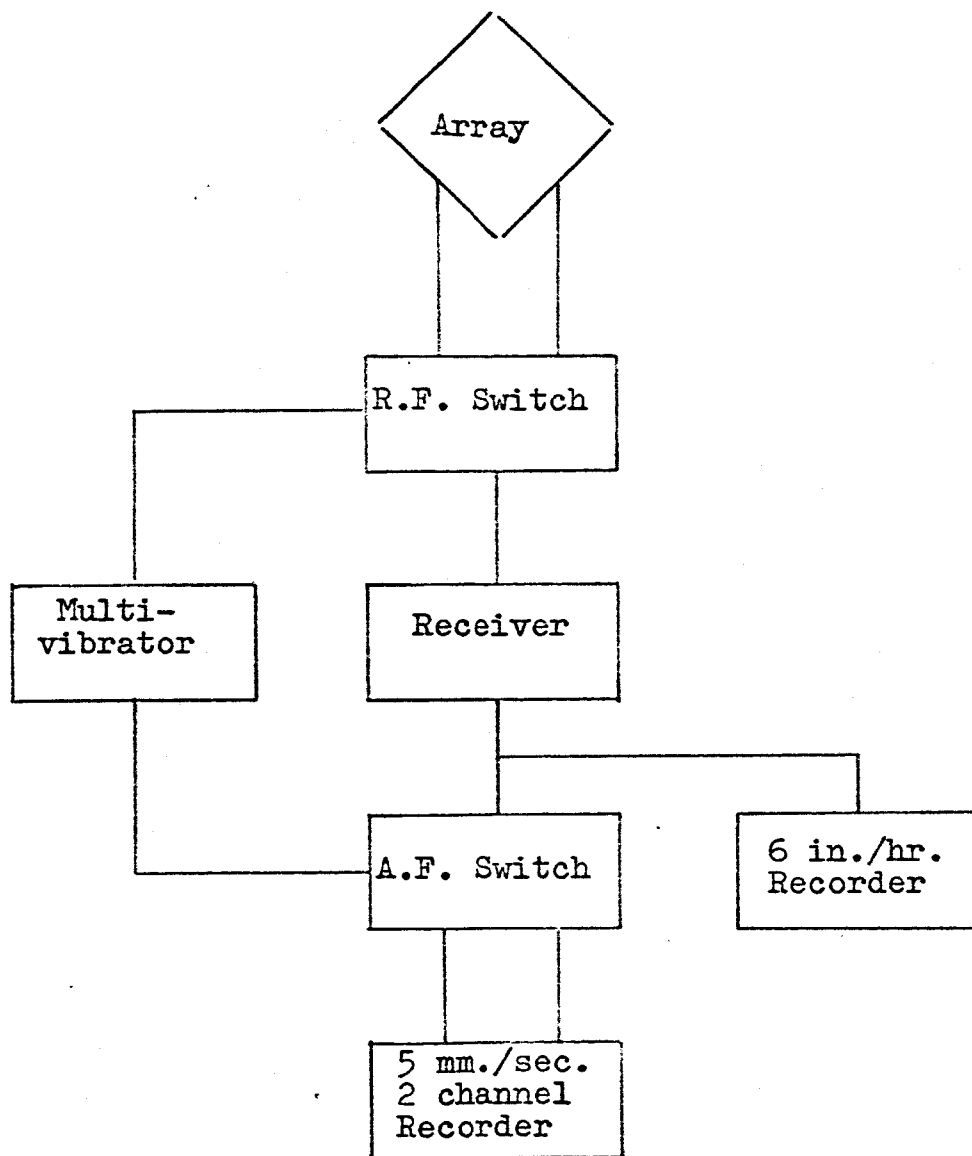 Array
R.F. Switch
Multi-
vibrator
Receiver
A.F. Switch
6 in./hr.
Recorder
5 mm./sec.
2 channel
Recorder